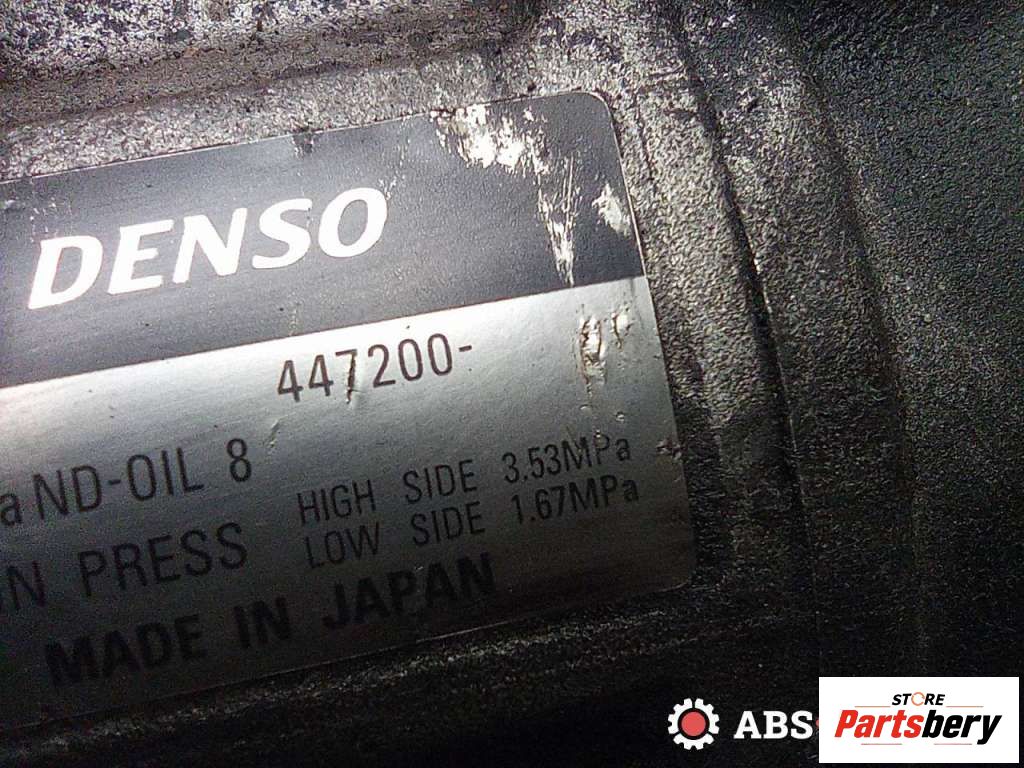 DENSO
447200-
a ND-OIL 8
HIGH SIDE 3.53MPa
PRESS
LOW SIDE 1.67MPa
MADE IN JAPAN
ABS
STORE
Partsbery